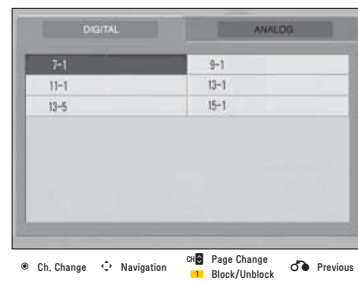 DIGITAL ANALOG
7-1 9-1
11-1 13-1
13-5 15-1
Ch. Change Navigation CH Page Change Previous
1 Block/Unblock